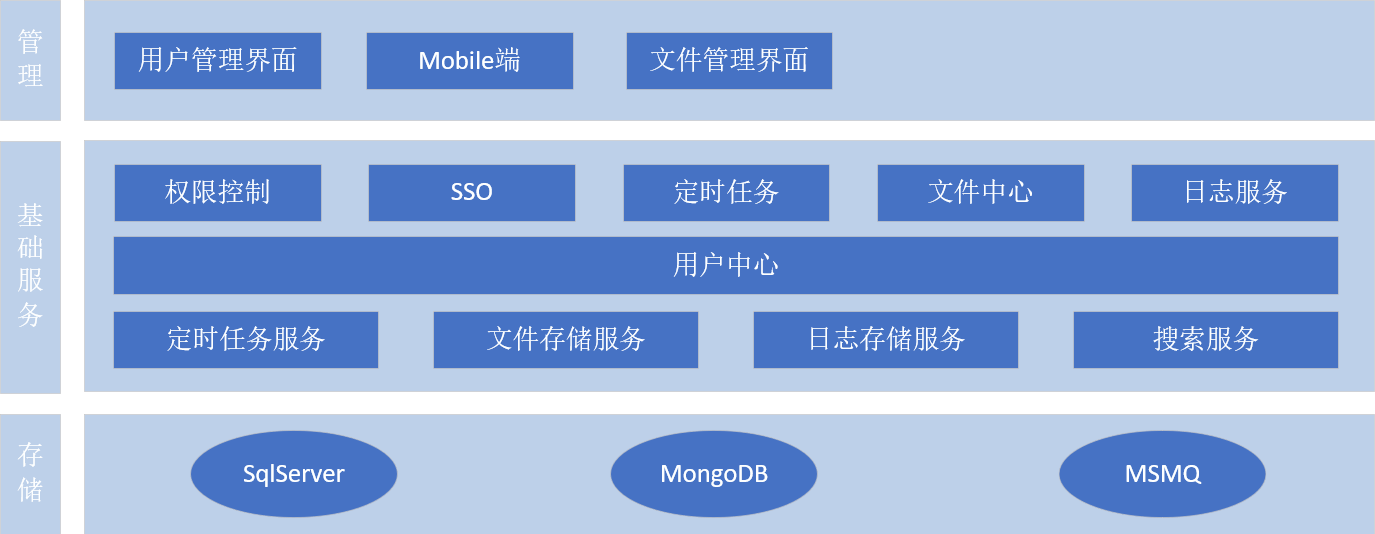 管理
用户管理界面
Mobile端
文件管理界面
基础服务
权限控制
SSO
定时任务
文件中心
日志服务
用户中心
定时任务服务
文件存储服务
日志存储服务
搜索服务
存储
SqlServer
MongoDB
MSMQ